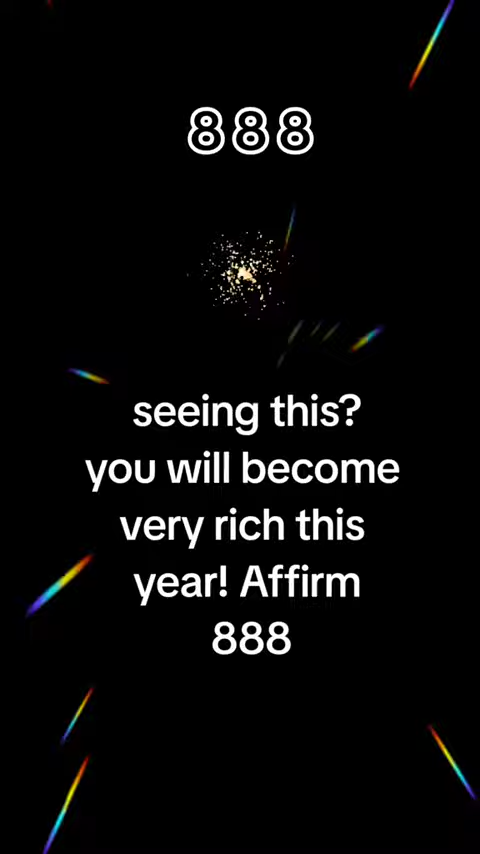 888
seeing this?
you will become
very rich this
year! Affirm
888